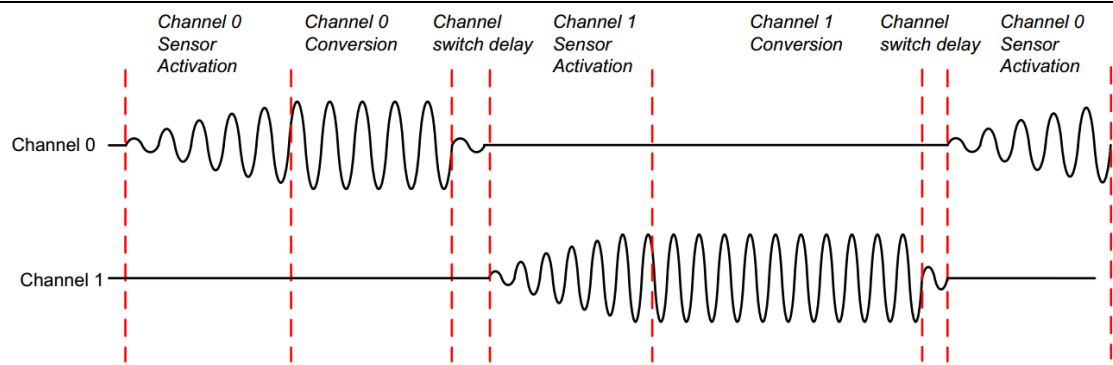 Channel 0
Sensor
Activation
Channel 0
Conversion
Channel
switch delay
Channel 1
Sensor
Activation
Channel 1
Conversion
Channel
switch delay
Channel 0
Sensor
Activation
Channel 0
Channel 1